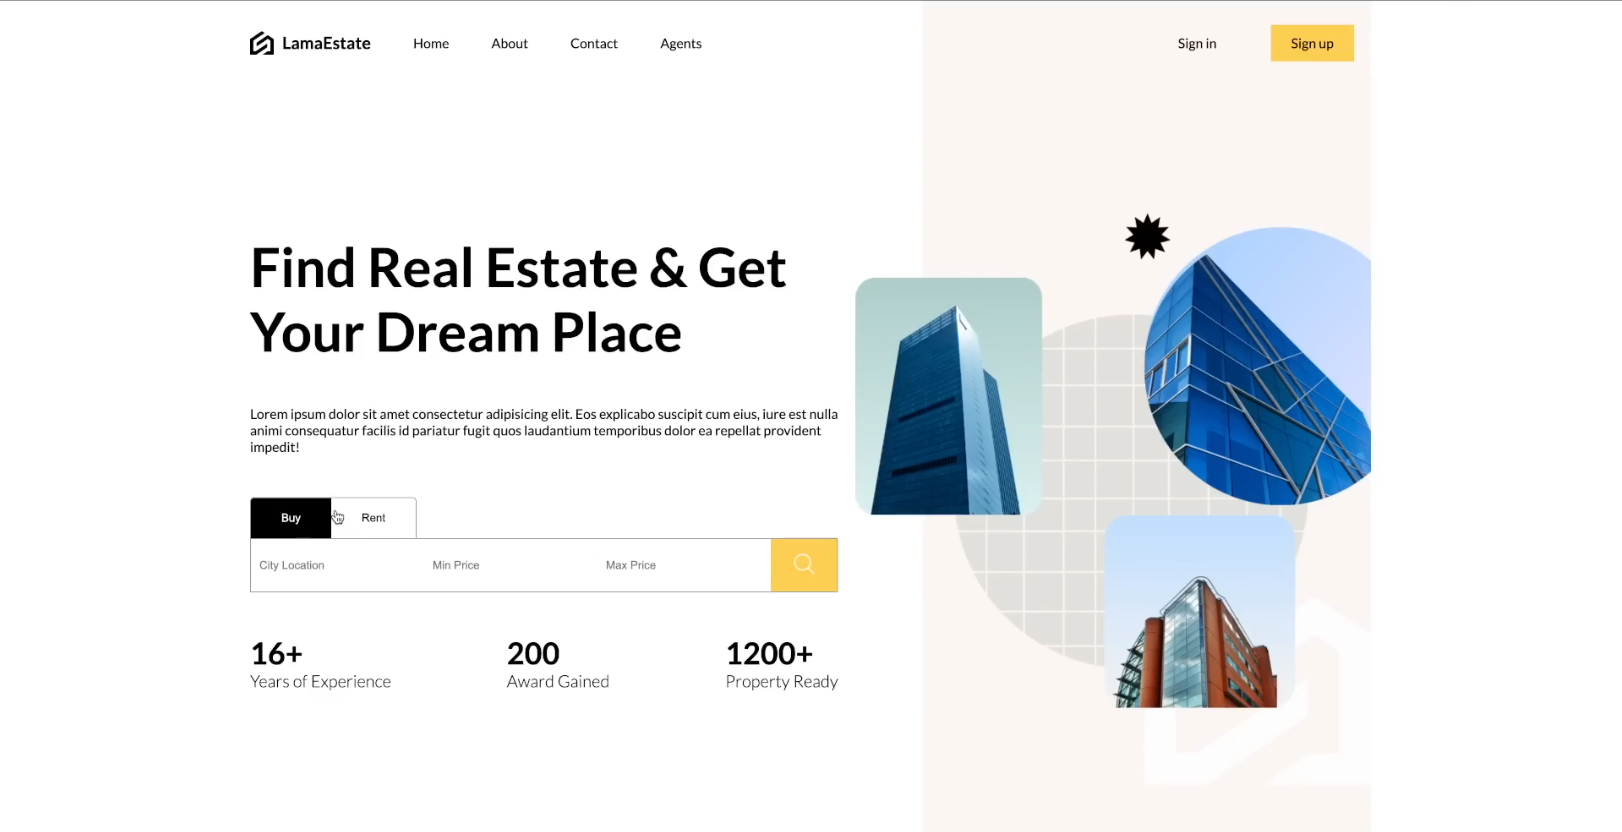 LamaEstate
Home
About
Contact
Agents
Sign in
Sign up
Find Real Estate & Get
Your Dream Place
Lorem ipsum dolor sit amet consectetur adipisicing elit. Eos explicabo suscipit cum eius, iure est nulla
animi consequatur facilis id pariatur fugit quos laudantium temporibus dolor ea repellat provident
impedit!
Buy
Rent
City Location
Min Price
Max Price
16+
Years of Experience
200
Award Gained
1200+
Property Ready